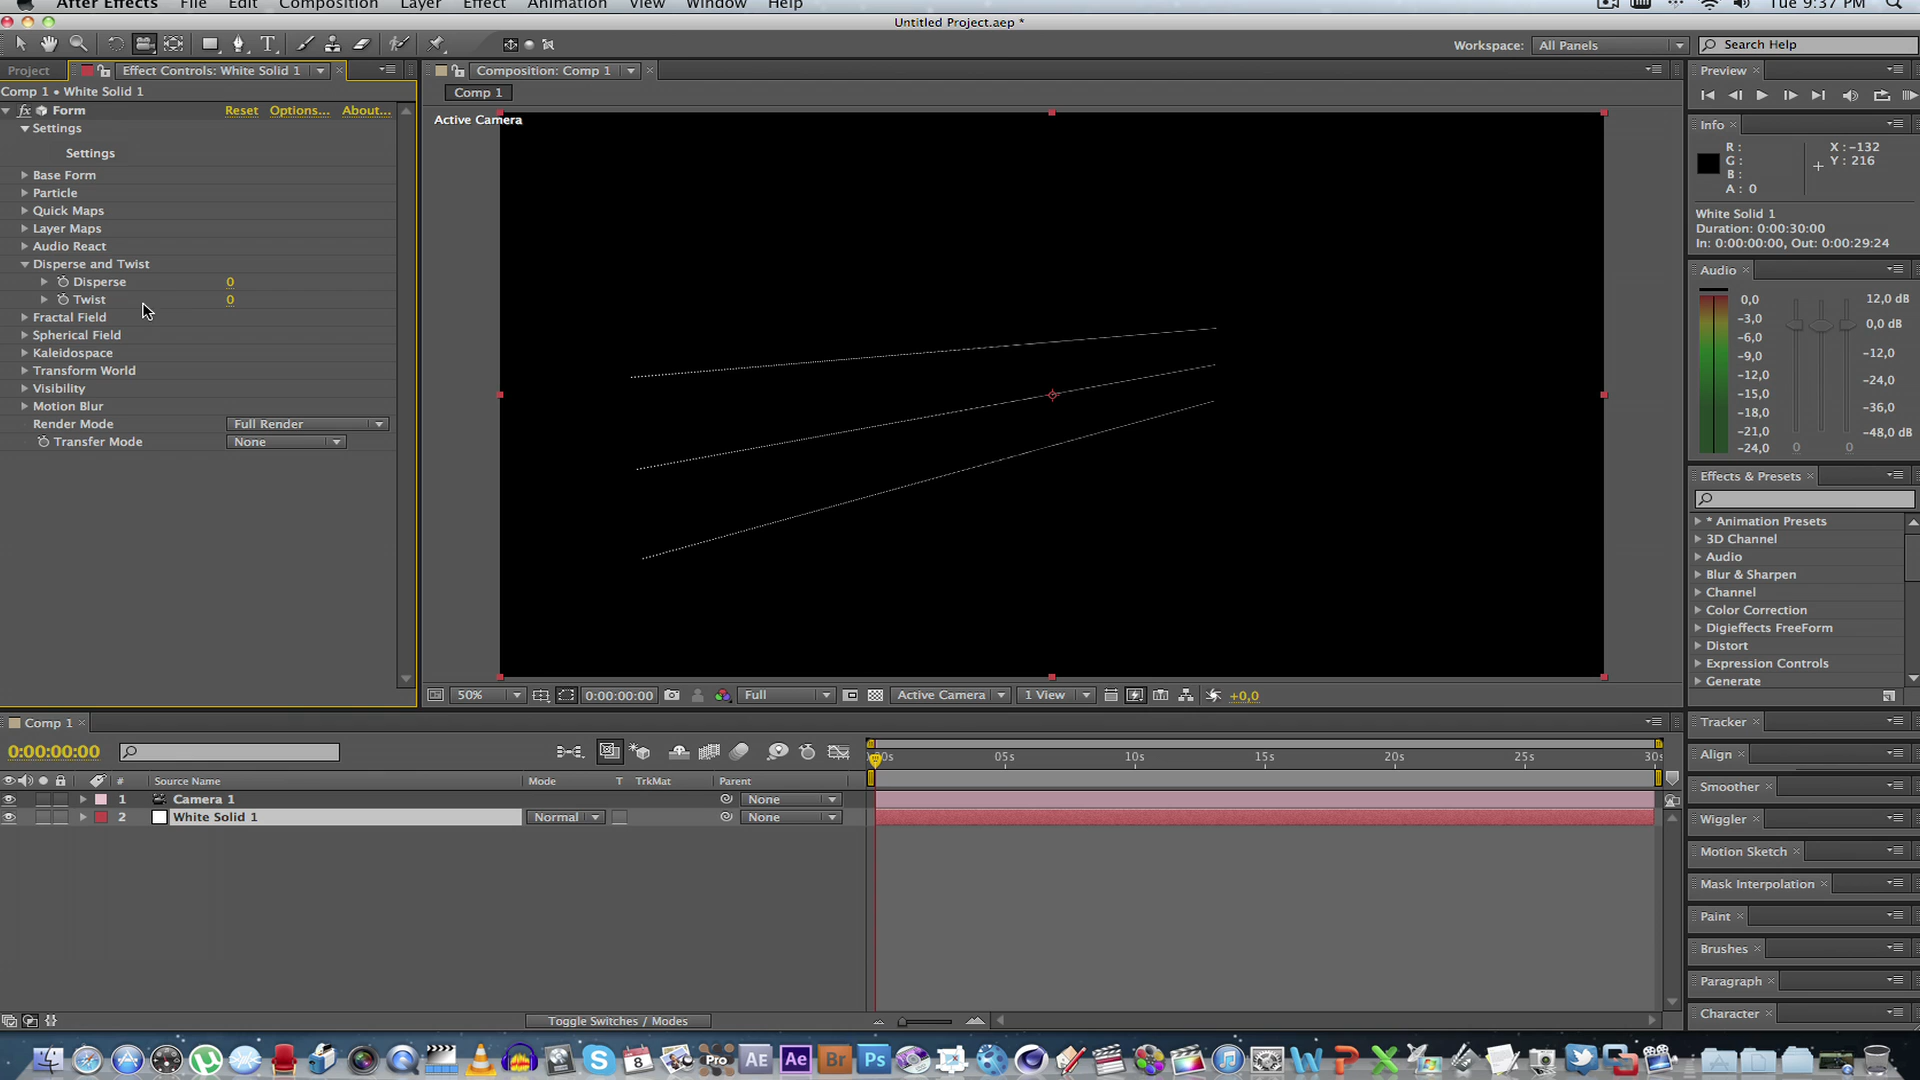 After Effects File Edit Composition Layer Effect Animation View Window Help Tue 9:37 PM
Untitled Project.aep *
Workspace: All Panels Search Help
Project Effect Controls: White Solid 1 Composition: Comp 1 Preview
Comp 1 • White Solid 1
Comp 1
Form Reset Options... About...
Active Camera
Settings
Settings
Base Form
Particle
Quick Maps
Layer Maps
Audio React
Disperse and Twist
Disperse 0
Twist 0
Fractal Field
Spherical Field
Kaleidospace
Transform World
Visibility
Motion Blur
Render Mode Full Render
Transfer Mode None
Info
R :
G :
B :
A : 0
X : -132
Y : 216
White Solid 1
Duration: 0:00:30:00
In: 0:00:00:00, Out: 0:00:29:24
Audio
0,0
-3,0
-6,0
-9,0
-12,0
-15,0
-18,0
-21,0
-24,0
12,0 dB
0,0 dB
-12,0
-24,0
-36,0
-48,0 dB
0 0
Effects & Presets
* Animation Presets
3D Channel
Audio
Blur & Sharpen
Channel
Color Correction
Digieffects FreeForm
Distort
Expression Controls
Generate
50% 0:00:00:00 Full Active Camera 1 View +0,0
Comp 1
0:00:00:00
05s 10s 15s 20s 25s 30s
# Source Name Mode T TrkMat Parent
1 Camera 1 None
2 White Solid 1 Normal None
Toggle Switches / Modes
Tracker
Align
Smoother
Wiggler
Motion Sketch
Mask Interpolation
Paint
Brushes
Paragraph
Character
8
Pro
AE
Ae
Br
Ps